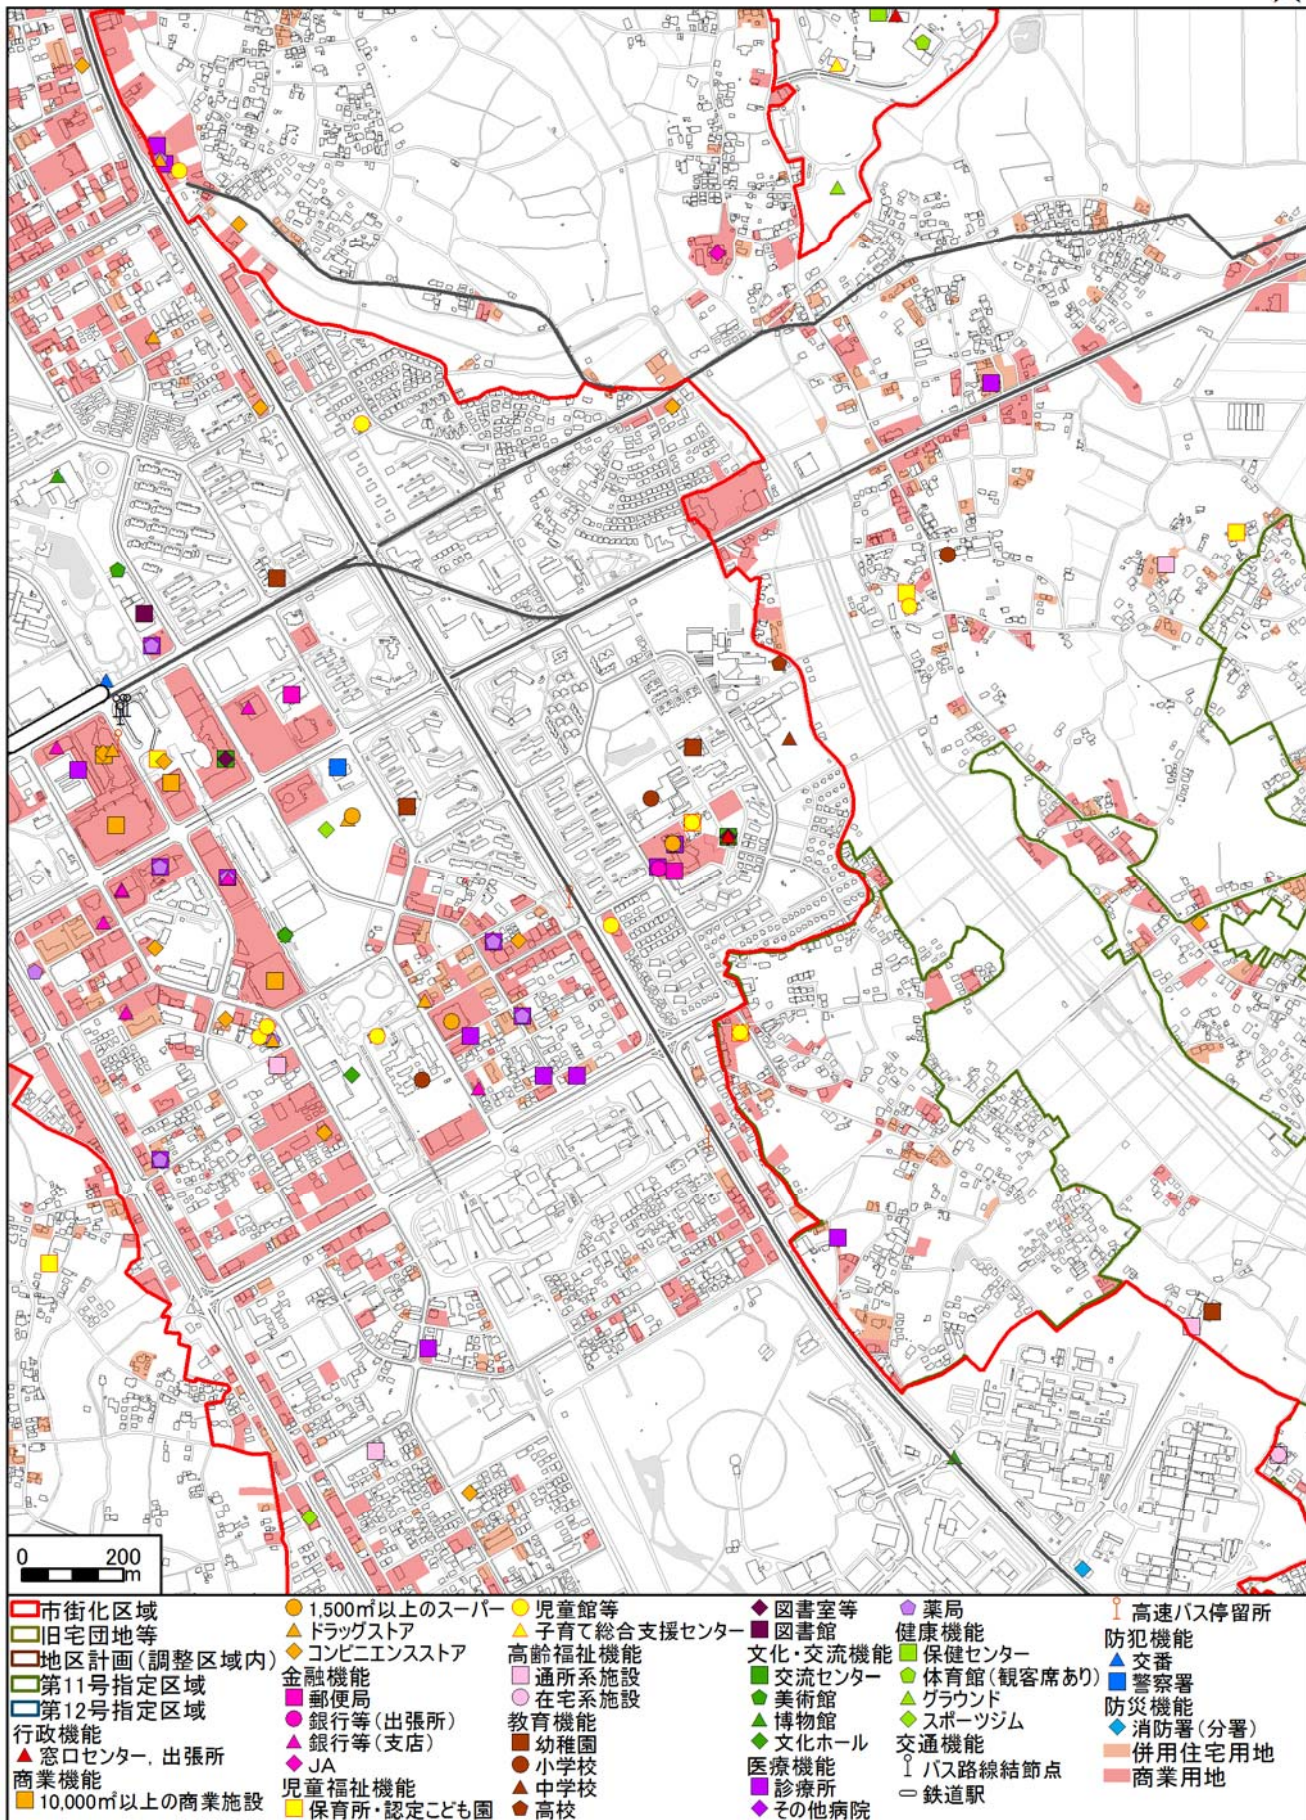 0 200
m
市街化区域
旧宅団地等
地区計画(調整区域内)
第11号指定区域
第12号指定区域
行政機能
窓口センター, 出張所
商業機能
10,000㎡以上の商業施設
1,500㎡以上のスーパー
ドラッグストア
コンビニエンスストア
金融機能
郵便局
銀行等(出張所)
銀行等(支店)
JA
児童福祉機能
保育所・認定こども園
児童館等
子育て総合支援センター
高齢福祉機能
通所系施設
在宅系施設
教育機能
幼稚園
小学校
中学校
高校
図書室等
図書館
文化・交流機能
交流センター
美術館
博物館
文化ホール
医療機能
診療所
その他病院
薬局
健康機能
保健センター
体育館(観客席あり)
グラウンド
スポーツジム
交通機能
バス路線結節点
鉄道駅
高速バス停留所
防犯機能
交番
警察署
防災機能
消防署(分署)
併用住宅用地
商業用地